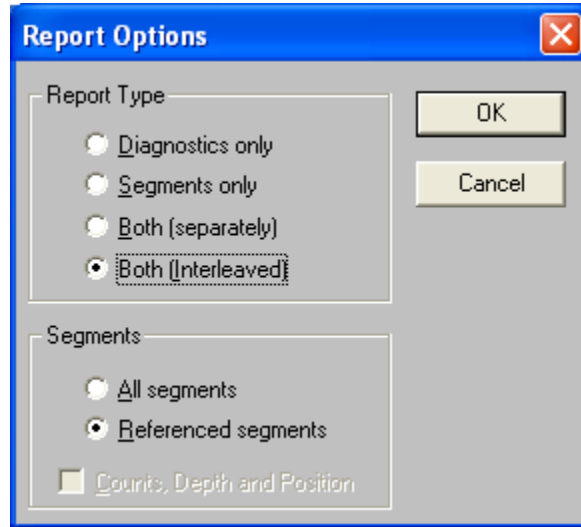 Report Options
Report Type
Diagnostics only
Segments only
Both (separately)
Both (Interleaved)
OK
Cancel
Segments
All segments
Referenced segments
Counts, Depth and Position